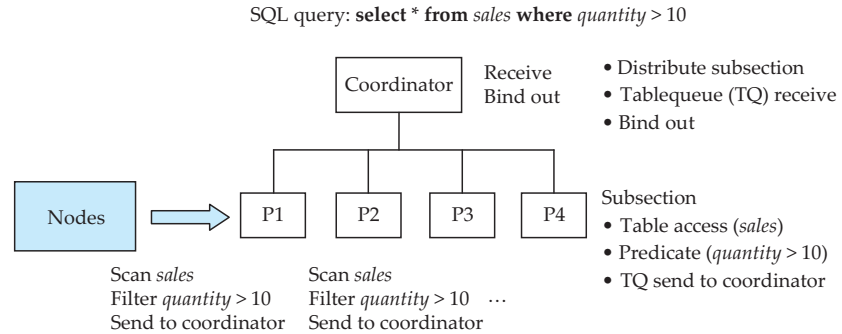 SQL query: select * from sales where quantity > 10
Coordinator
Receive
Bind out
• Distribute subsection
• Tablequeue (TQ) receive
• Bind out
Nodes
P1
P2
P3
P4
Subsection
• Table access (sales)
• Predicate (quantity > 10)
• TQ send to coordinator
Scan sales
Filter quantity > 10
Send to coordinator
Scan sales
Filter quantity > 10 ...
Send to coordinator